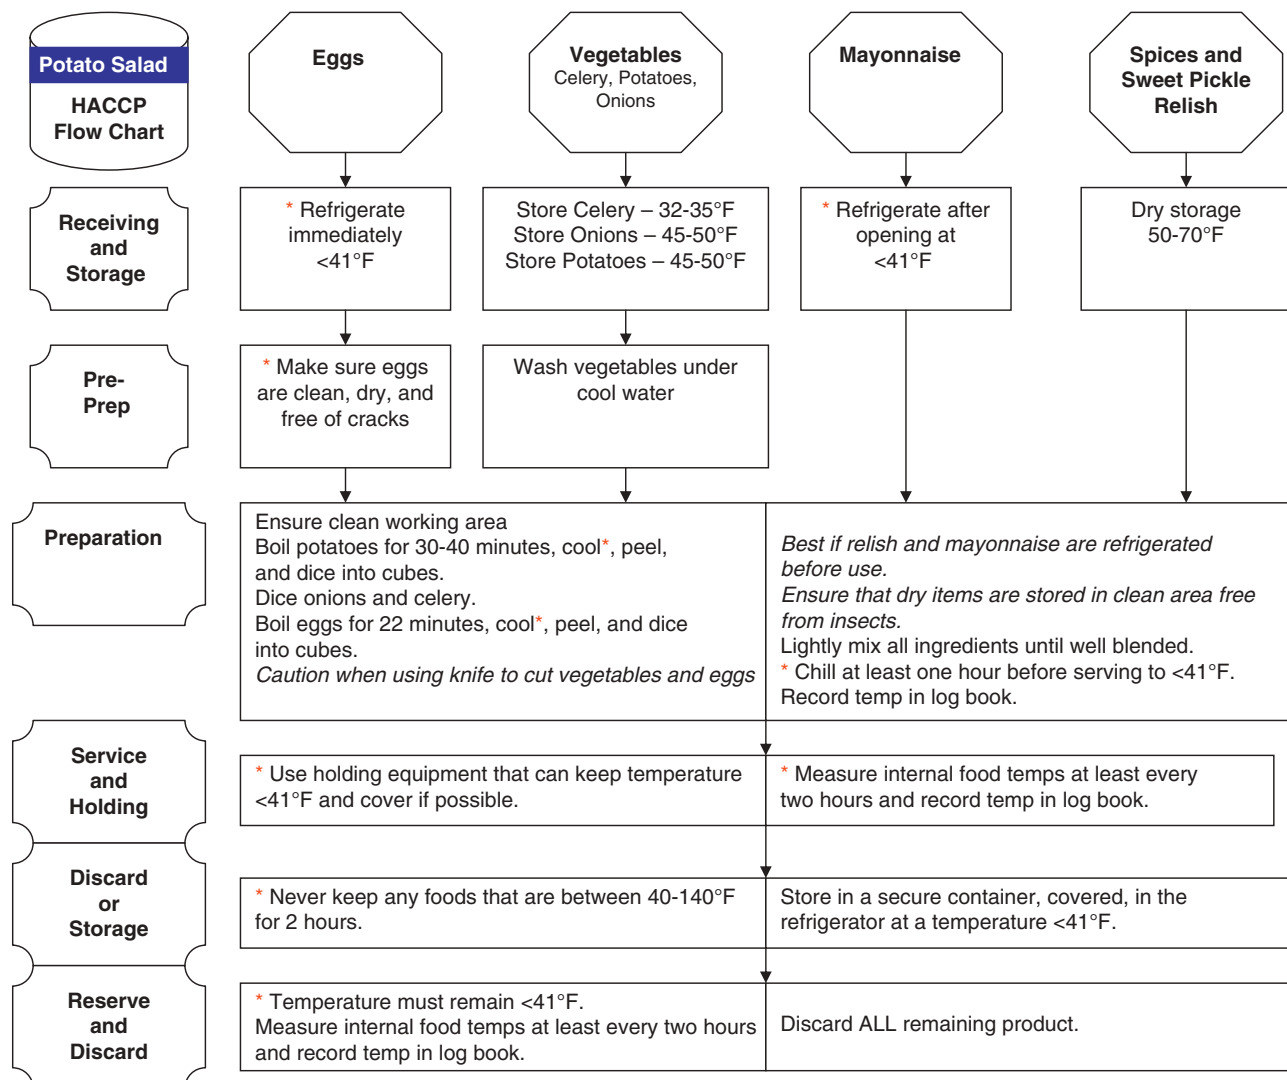 Potato Salad
HACCP
Flow Chart
Eggs
Vegetables
Celery, Potatoes,
Onions
Mayonnaise
Spices and
Sweet Pickle
Relish
Receiving
and
Storage
* Refrigerate
immediately
<41°F
Store Celery – 32-35°F
Store Onions – 45-50°F
Store Potatoes – 45-50°F
* Refrigerate after
opening at
<41°F
Dry storage
50-70°F
Pre-
Prep
* Make sure eggs
are clean, dry, and
free of cracks
Wash vegetables under
cool water
Preparation
Ensure clean working area
Boil potatoes for 30-40 minutes, cool*, peel,
and dice into cubes.
Dice onions and celery.
Boil eggs for 22 minutes, cool*, peel, and dice
into cubes.
Caution when using knife to cut vegetables and eggs
Best if relish and mayonnaise are refrigerated
before use.
Ensure that dry items are stored in clean area free
from insects.
Lightly mix all ingredients until well blended.
* Chill at least one hour before serving to <41°F.
Record temp in log book.
Service
and
Holding
* Use holding equipment that can keep temperature
<41°F and cover if possible.
* Measure internal food temps at least every
two hours and record temp in log book.
Discard
or
Storage
* Never keep any foods that are between 40-140°F
for 2 hours.
Store in a secure container, covered, in the
refrigerator at a temperature <41°F.
Reserve
and
Discard
* Temperature must remain <41°F.
Measure internal food temps at least every two hours
and record temp in log book.
Discard ALL remaining product.